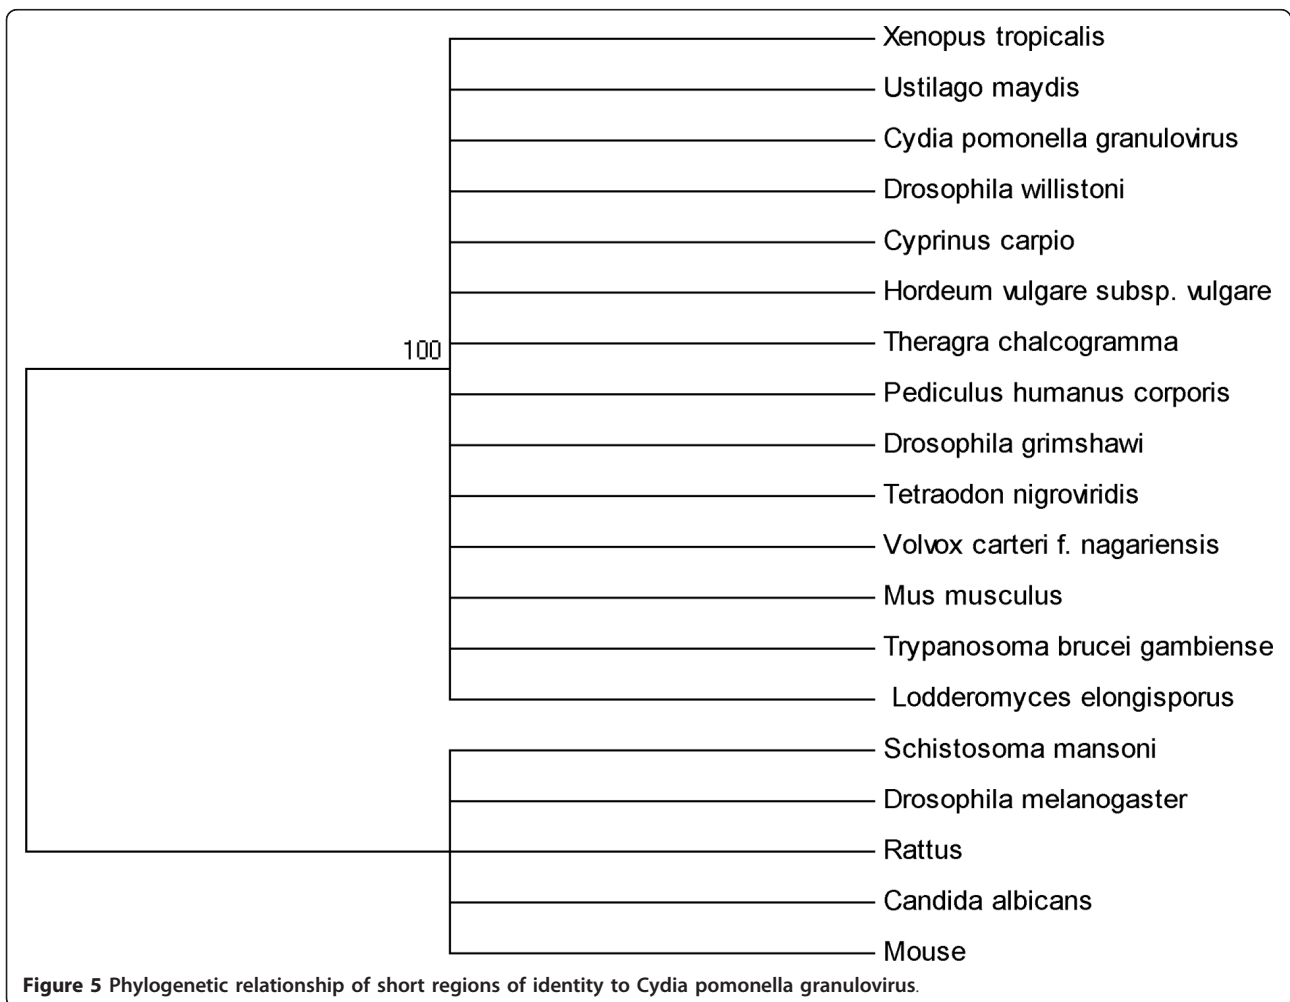 Xenopus tropicalis
Ustilago maydis
Cydia pomonella granulovirus
Drosophila willistoni
Cyprinus carpio
Hordeum vulgare subsp. vulgare
Theragra chalcogramma
100
Pediculus humanus corporis
Drosophila grimshawi
Tetraodon nigroviridis
Volvox carteri f. nagariensis
Mus musculus
Trypanosoma brucei gambiense
Lodderomyces elongisporus
Schistosoma mansoni
Drosophila melanogaster
Rattus
Candida albicans
Mouse
Figure 5 Phylogenetic relationship of short regions of identity to Cydia pomonella granulovirus.